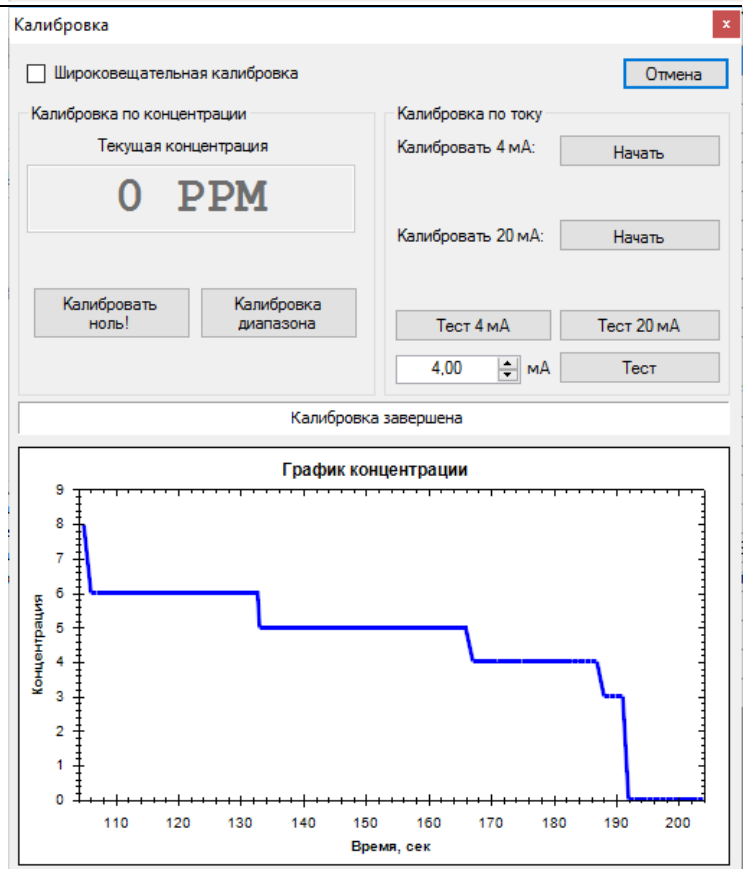 Калибровка
x
Широковещательная калибровка
Отмена
Калибровка по концентрации
Текущая концентрация
0 PPM
Калибровать ноль!
Калибровка диапазона
Калибровка по току
Калибровать 4 мА:
Начать
Калибровать 20 мА:
Начать
Тест 4 мА
Тест 20 мА
4,00
мА
Тест
Калибровка завершена
График концентрации
Концентрация
9
8
7
6
5
4
3
2
1
0
110 120 130 140 150 160 170 180 190 200
Время, сек